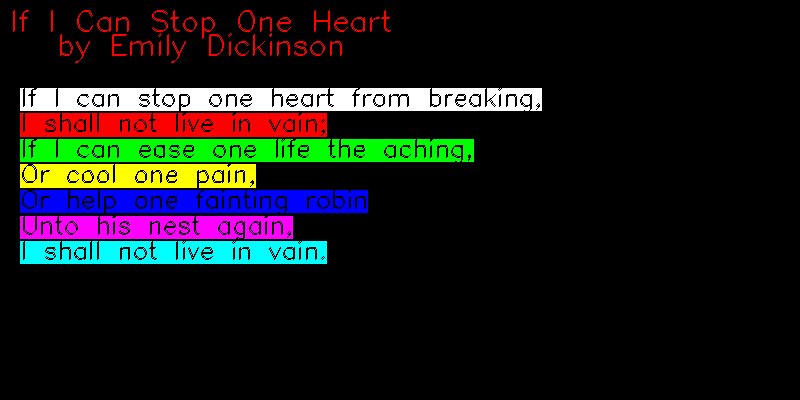 If I Can Stop One Heart
by Emily Dickinson
If I can stop one heart from breaking,
I shall not live in vain;
If I can ease one life the aching,
Or cool one pain,
Or help one fainting robin
Unto his nest again,
I shall not live in vain.